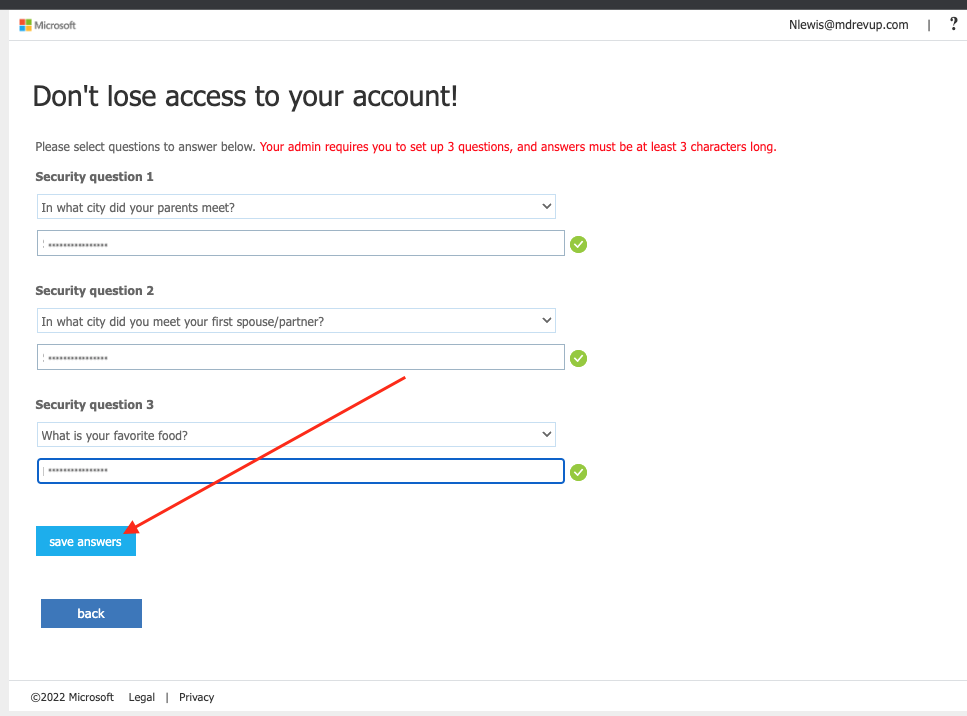 Microsoft
Nlewis@mdrevup.com | ?
Don't lose access to your account!
Please select questions to answer below. Your admin requires you to set up 3 questions, and answers must be at least 3 characters long.
Security question 1
In what city did your parents meet?
Security question 2
In what city did you meet your first spouse/partner?
Security question 3
What is your favorite food?
save answers
back
©2022 Microsoft Legal | Privacy